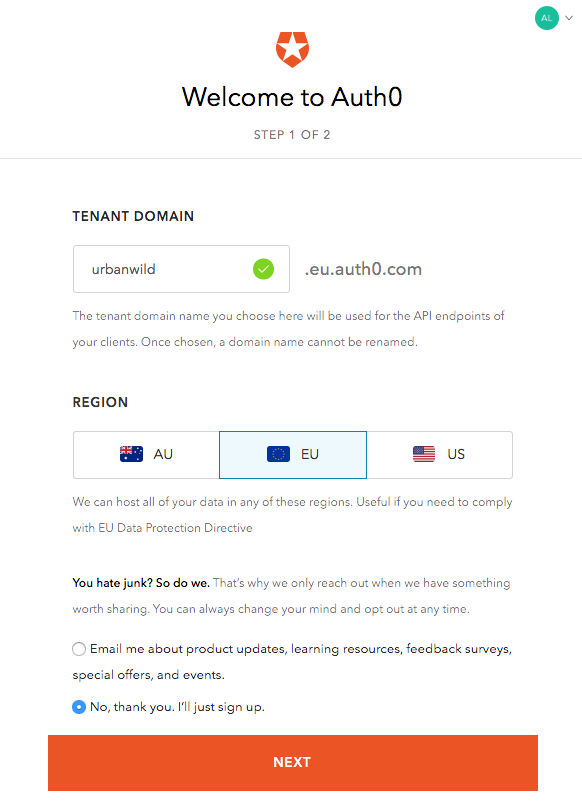 AL
Welcome to Auth0
STEP 1 OF 2
TENANT DOMAIN
urbanwild .eu.auth0.com
The tenant domain name you choose here will be used for the API endpoints of
your clients. Once chosen, a domain name cannot be renamed.
REGION
AU EU US
We can host all of your data in any of these regions. Useful if you need to comply
with EU Data Protection Directive
You hate junk? So do we. That's why we only reach out when we have something
worth sharing. You can always change your mind and opt out at any time.
Email me about product updates, learning resources, feedback surveys,
special offers, and events.
No, thank you. I'll just sign up.
NEXT